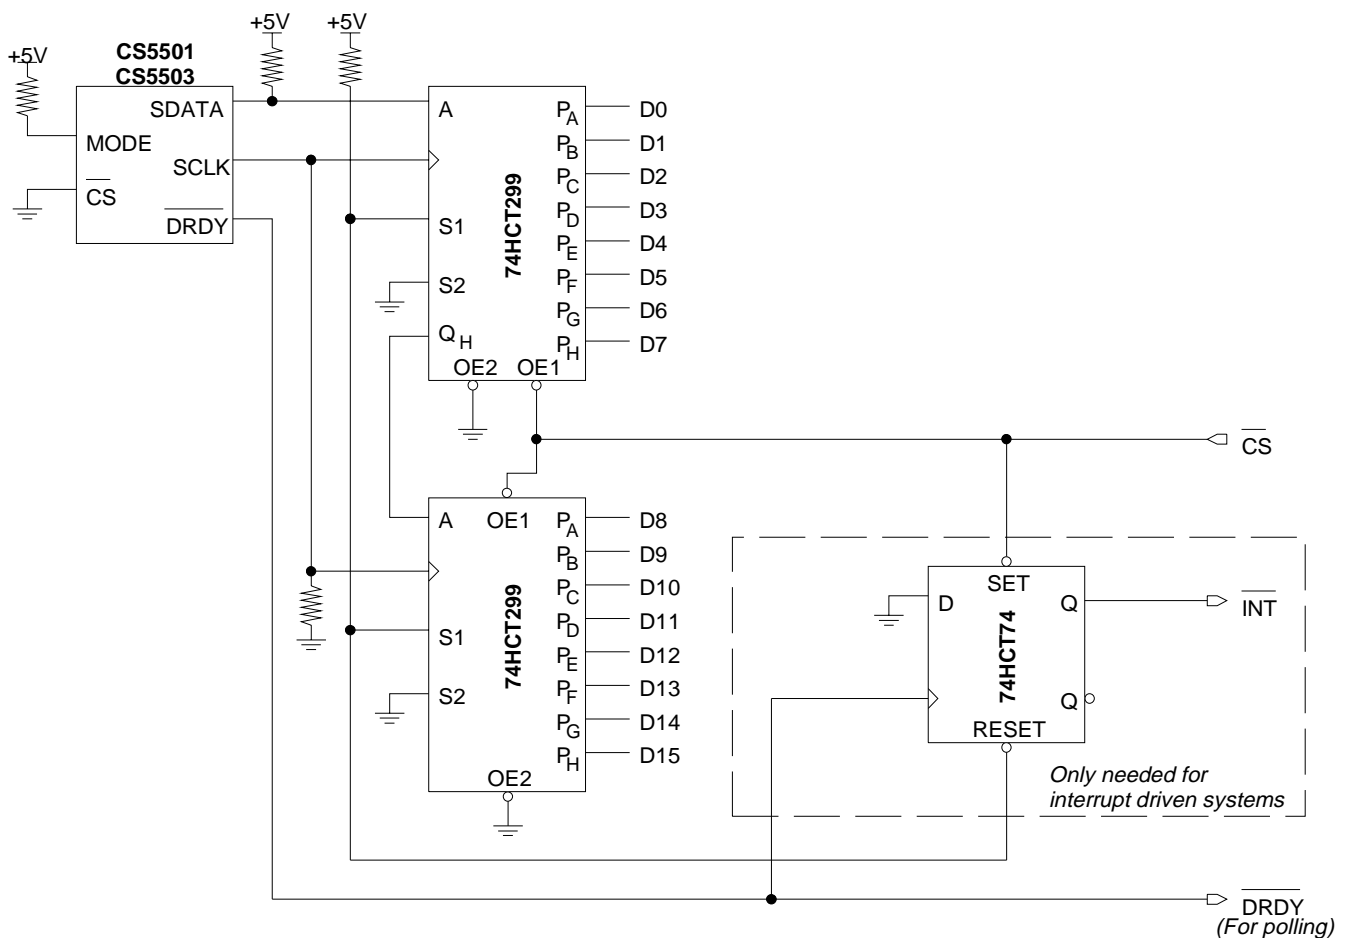 +5V
+5V
+5V
CS5501
CS5503
SDATA
MODE
SCLK
CS
DRDY
A
S1
S2
QH
OE2
OE1
74HCT299
PA
D0
PB
D1
PC
D2
PD
D3
PE
D4
PF
D5
PG
D6
PH
D7
CS
A
OE1
S1
S2
OE2
74HCT299
PA
D8
PB
D9
PC
D10
PD
D11
PE
D12
PF
D13
PG
D14
PH
D15
SET
D
Q
INT
74HCT74
Q
RESET
Only needed for
interrupt driven systems
DRDY
(For polling)